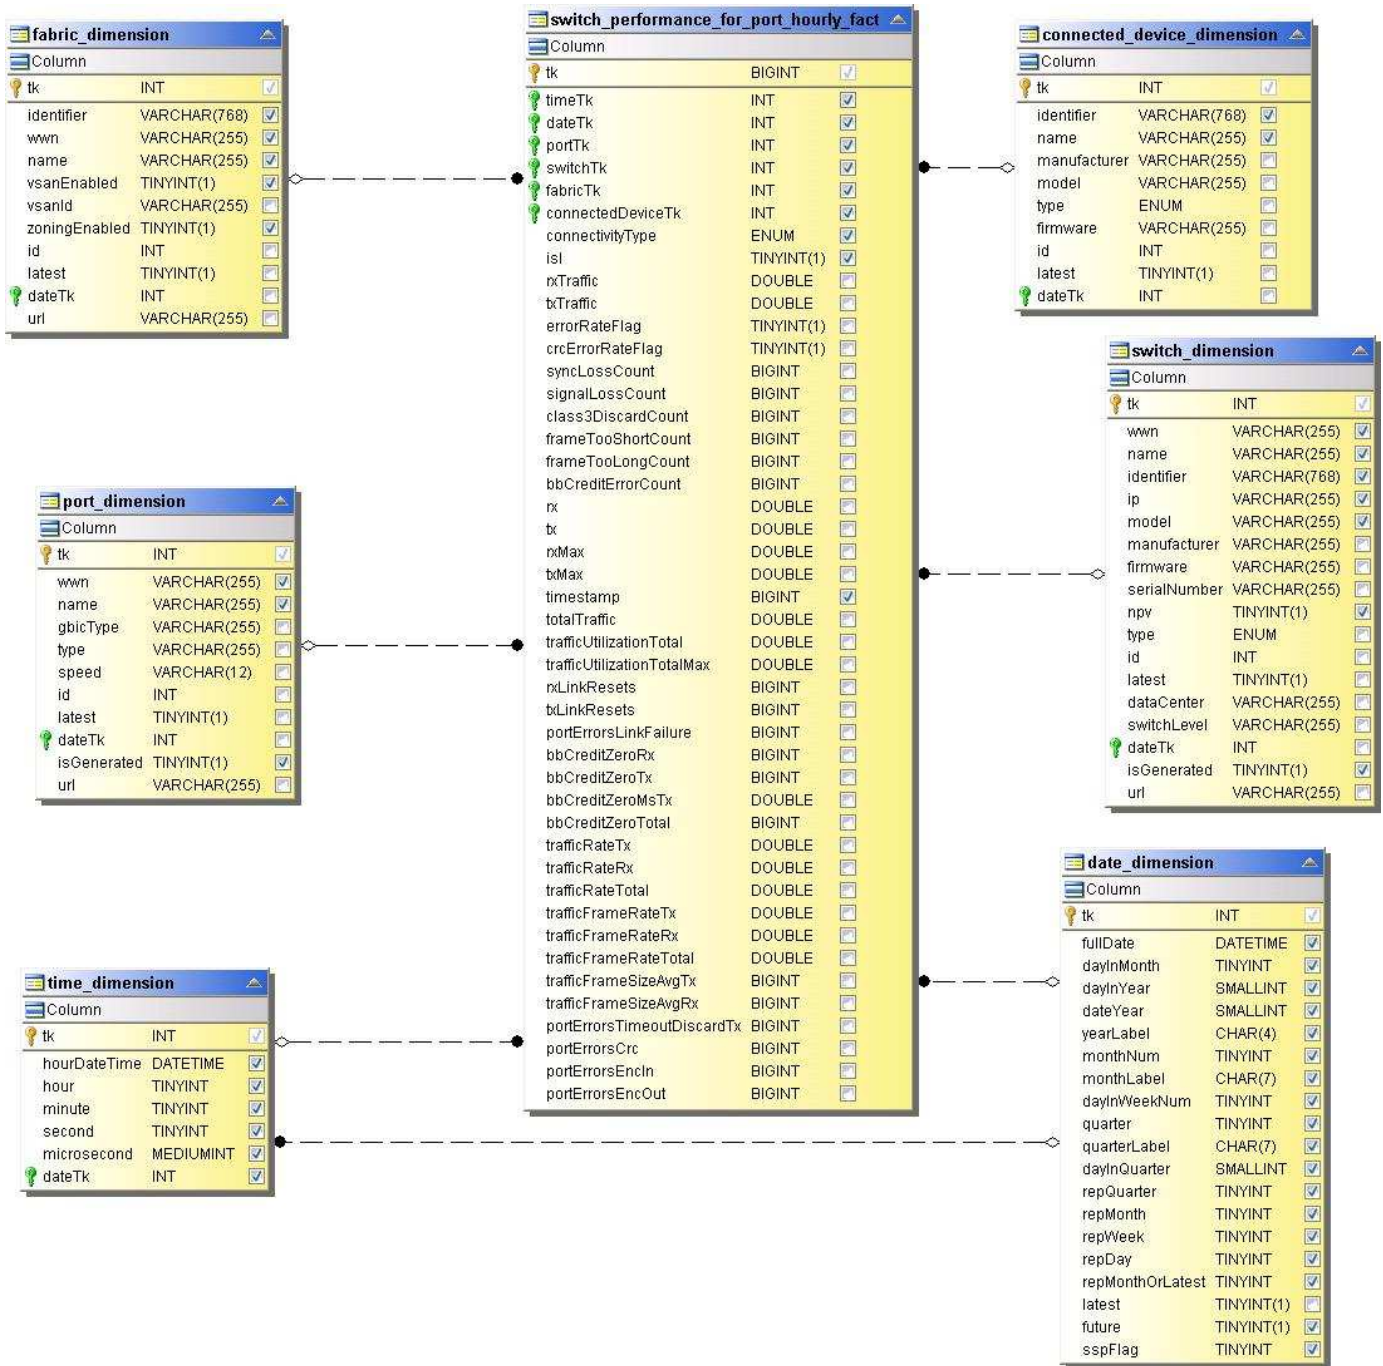 fabric_dimension
Column
tk INT
identifier VARCHAR(768)
wwn VARCHAR(255)
name VARCHAR(255)
vsanEnabled TINYINT(1)
vsanId VARCHAR(255)
zoningEnabled TINYINT(1)
id INT
latest TINYINT(1)
dateTk INT
url VARCHAR(255)
port_dimension
Column
tk INT
wwn VARCHAR(255)
name VARCHAR(255)
gbicType VARCHAR(255)
type VARCHAR(255)
speed VARCHAR(12)
id INT
latest TINYINT(1)
dateTk INT
isGenerated TINYINT(1)
url VARCHAR(255)
time_dimension
Column
tk INT
hourDateTime DATETIME
hour TINYINT
minute TINYINT
second TINYINT
microsecond MEDIUMINT
dateTk INT
switch_performance_for_port_hourly_fact
Column
tk BIGINT
timeTk INT
dateTk INT
portTk INT
switchTk INT
fabricTk INT
connectedDeviceTk INT
connectivityType ENUM
isl TINYINT(1)
rxTraffic DOUBLE
txTraffic DOUBLE
errorRateFlag TINYINT(1)
crcErrorRateFlag TINYINT(1)
syncLossCount BIGINT
signalLossCount BIGINT
class3DiscardCount BIGINT
frameTooShortCount BIGINT
frameTooLongCount BIGINT
bbCreditErrorCount BIGINT
rx DOUBLE
tx DOUBLE
rxMax DOUBLE
txMax DOUBLE
timestamp BIGINT
totalTraffic DOUBLE
trafficUtilizationTotal DOUBLE
trafficUtilizationTotalMax DOUBLE
rxLinkResets BIGINT
txLinkResets BIGINT
portErrorsLinkFailure BIGINT
bbCreditZeroRx BIGINT
bbCreditZeroTx BIGINT
bbCreditZeroMsTx DOUBLE
bbCreditZeroTotal BIGINT
trafficRateTx DOUBLE
trafficRateRx DOUBLE
trafficRateTotal DOUBLE
trafficFrameRateTx DOUBLE
trafficFrameRateRx DOUBLE
trafficFrameRateTotal DOUBLE
trafficFrameSizeAvgTx BIGINT
trafficFrameSizeAvgRx BIGINT
portErrorsTimeoutDiscardTx BIGINT
portErrorsCrc BIGINT
portErrorsEncIn BIGINT
portErrorsEncOut BIGINT
connected_device_dimension
Column
tk INT
identifier VARCHAR(768)
name VARCHAR(255)
manufacturer VARCHAR(255)
model VARCHAR(255)
type ENUM
firmware VARCHAR(255)
id INT
latest TINYINT(1)
dateTk INT
switch_dimension
Column
tk INT
wwn VARCHAR(255)
name VARCHAR(255)
identifier VARCHAR(768)
ip VARCHAR(255)
model VARCHAR(255)
manufacturer VARCHAR(255)
firmware VARCHAR(255)
serialNumber VARCHAR(255)
npv TINYINT(1)
type ENUM
id INT
latest TINYINT(1)
dataCenter VARCHAR(255)
switchLevel VARCHAR(255)
dateTk INT
isGenerated TINYINT(1)
url VARCHAR(255)
date_dimension
Column
tk INT
fullDate DATETIME
dayInMonth TINYINT
dayInYear SMALLINT
dateYear SMALLINT
yearLabel CHAR(4)
monthNum TINYINT
monthLabel CHAR(7)
dayInWeekNum TINYINT
quarter TINYINT
quarterLabel CHAR(7)
dayInQuarter SMALLINT
repQuarter TINYINT
repMonth TINYINT
repWeek TINYINT
repDay TINYINT
repMonthOrLatest TINYINT
latest TINYINT(1)
future TINYINT(1)
sspFlag TINYINT